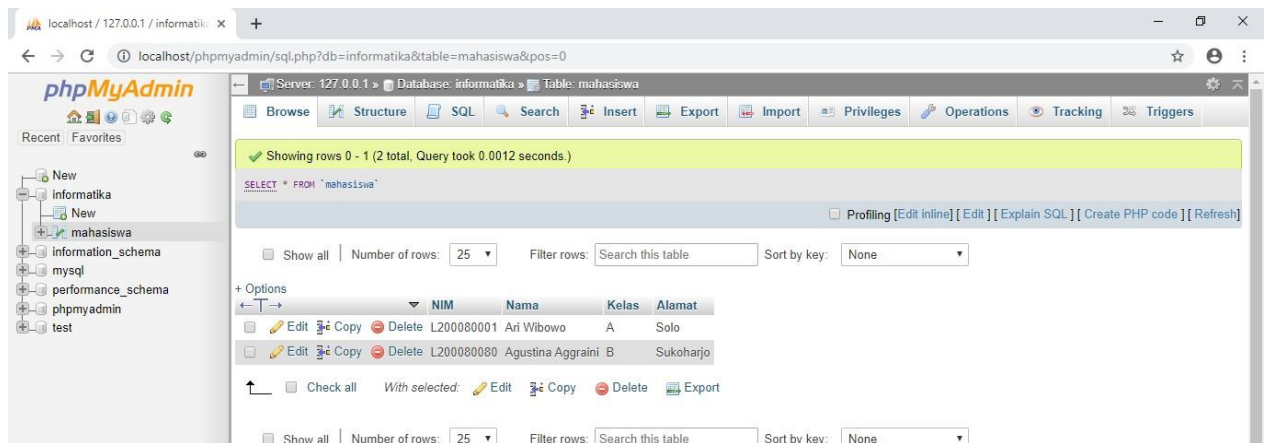 localhost / 127.0.0.1 / informatik
localhost/phpmyadmin/sql.php?db=informatika&table=mahasiswa&pos=0
phpMyAdmin
Recent Favorites
New
informatika
New
mahasiswa
information_schema
mysql
performance_schema
phpmyadmin
test
Server: 127.0.0.1 » Database: informatika » Table: mahasiswa
Browse Structure SQL Search Insert Export Import Privileges Operations Tracking Triggers
Showing rows 0 - 1 (2 total, Query took 0.0012 seconds.)
SELECT * FROM `mahasiswa`
Profiling [Edit inline] [ Edit ] [ Explain SQL ] [ Create PHP code ] [ Refresh]
Show all | Number of rows: 25 Filter rows: Search this table Sort by key: None
+ Options
←T→ NIM Nama Kelas Alamat
Edit Copy Delete L200080001 Ari Wibowo A Solo
Edit Copy Delete L200080080 Agustina Aggraini B Sukoharjo
Check all With selected: Edit Copy Delete Export
Show all | Number of rows: 25 Filter rows: Search this table Sort by key: None